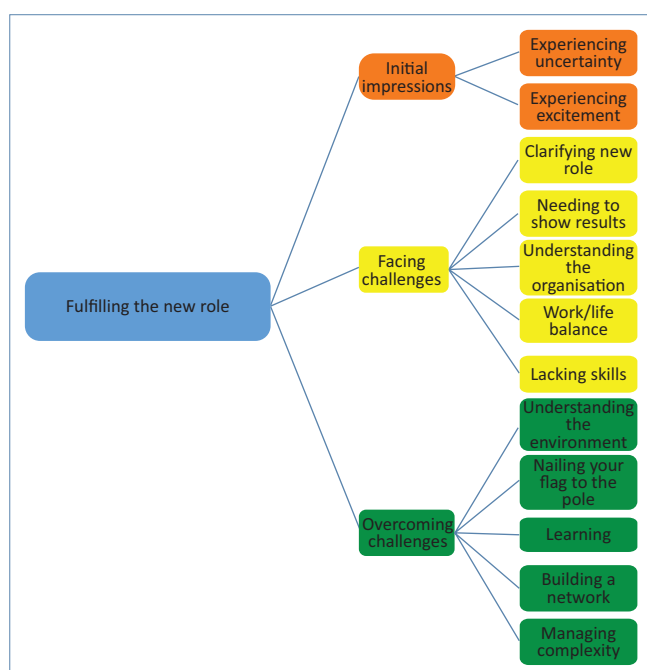 Fulfilling the new role
Initial
impressions
Experiencing
uncertainty
Experiencing
excitement
Facing
challenges
Clarifying new
role
Needing to
show results
Understanding
the
organisation
Work/life
balance
Lacking skills
Overcoming
challenges
Understanding
the
environment
Nailing your
flag to the
pole
Learning
Building a
network
Managing
complexity